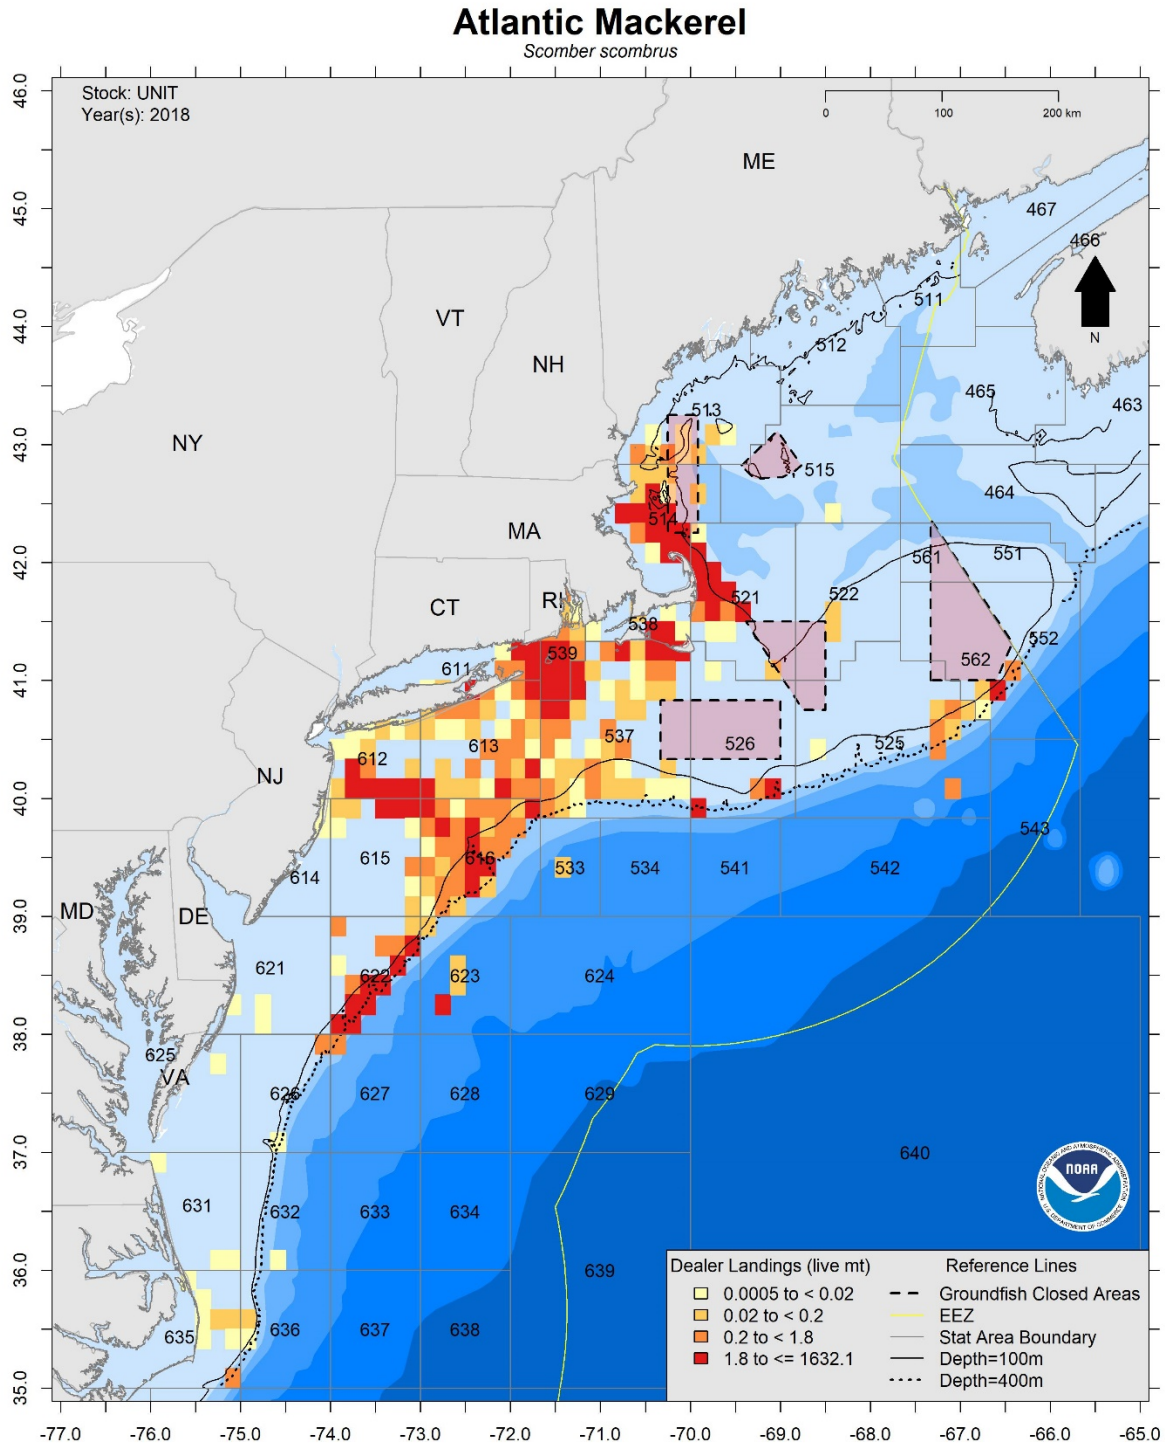 Atlantic Mackerel
Scomber scombrus
Stock: UNIT
Year(s): 2018
0 100 200 km
46.0
45.0
44.0
43.0
42.0
41.0
40.0
39.0
38.0
37.0
36.0
35.0
ME
467
466
511
N
VT
512
NH
465
463
513
NY
515
464
514
MA
561
551
521
522
CT
RI
538
539
552
611
562
537
526
525
612
613
NJ
543
615
616
533
534
541
542
614
MD
DE
621
622
623
624
625
VA
626
627
628
629
640
NATIONAL OCEANIC AND ATMOSPHERIC ADMINISTRATION
NOAA
U.S. DEPARTMENT OF COMMERCE
631
632
633
634
639
635
636
637
638
Dealer Landings (live mt)
0.0005 to < 0.02
0.02 to < 0.2
0.2 to < 1.8
1.8 to <= 1632.1
Reference Lines
Groundfish Closed Areas
EEZ
Stat Area Boundary
Depth=100m
Depth=400m
-77.0 -76.0 -75.0 -74.0 -73.0 -72.0 -71.0 -70.0 -69.0 -68.0 -67.0 -66.0 -65.0